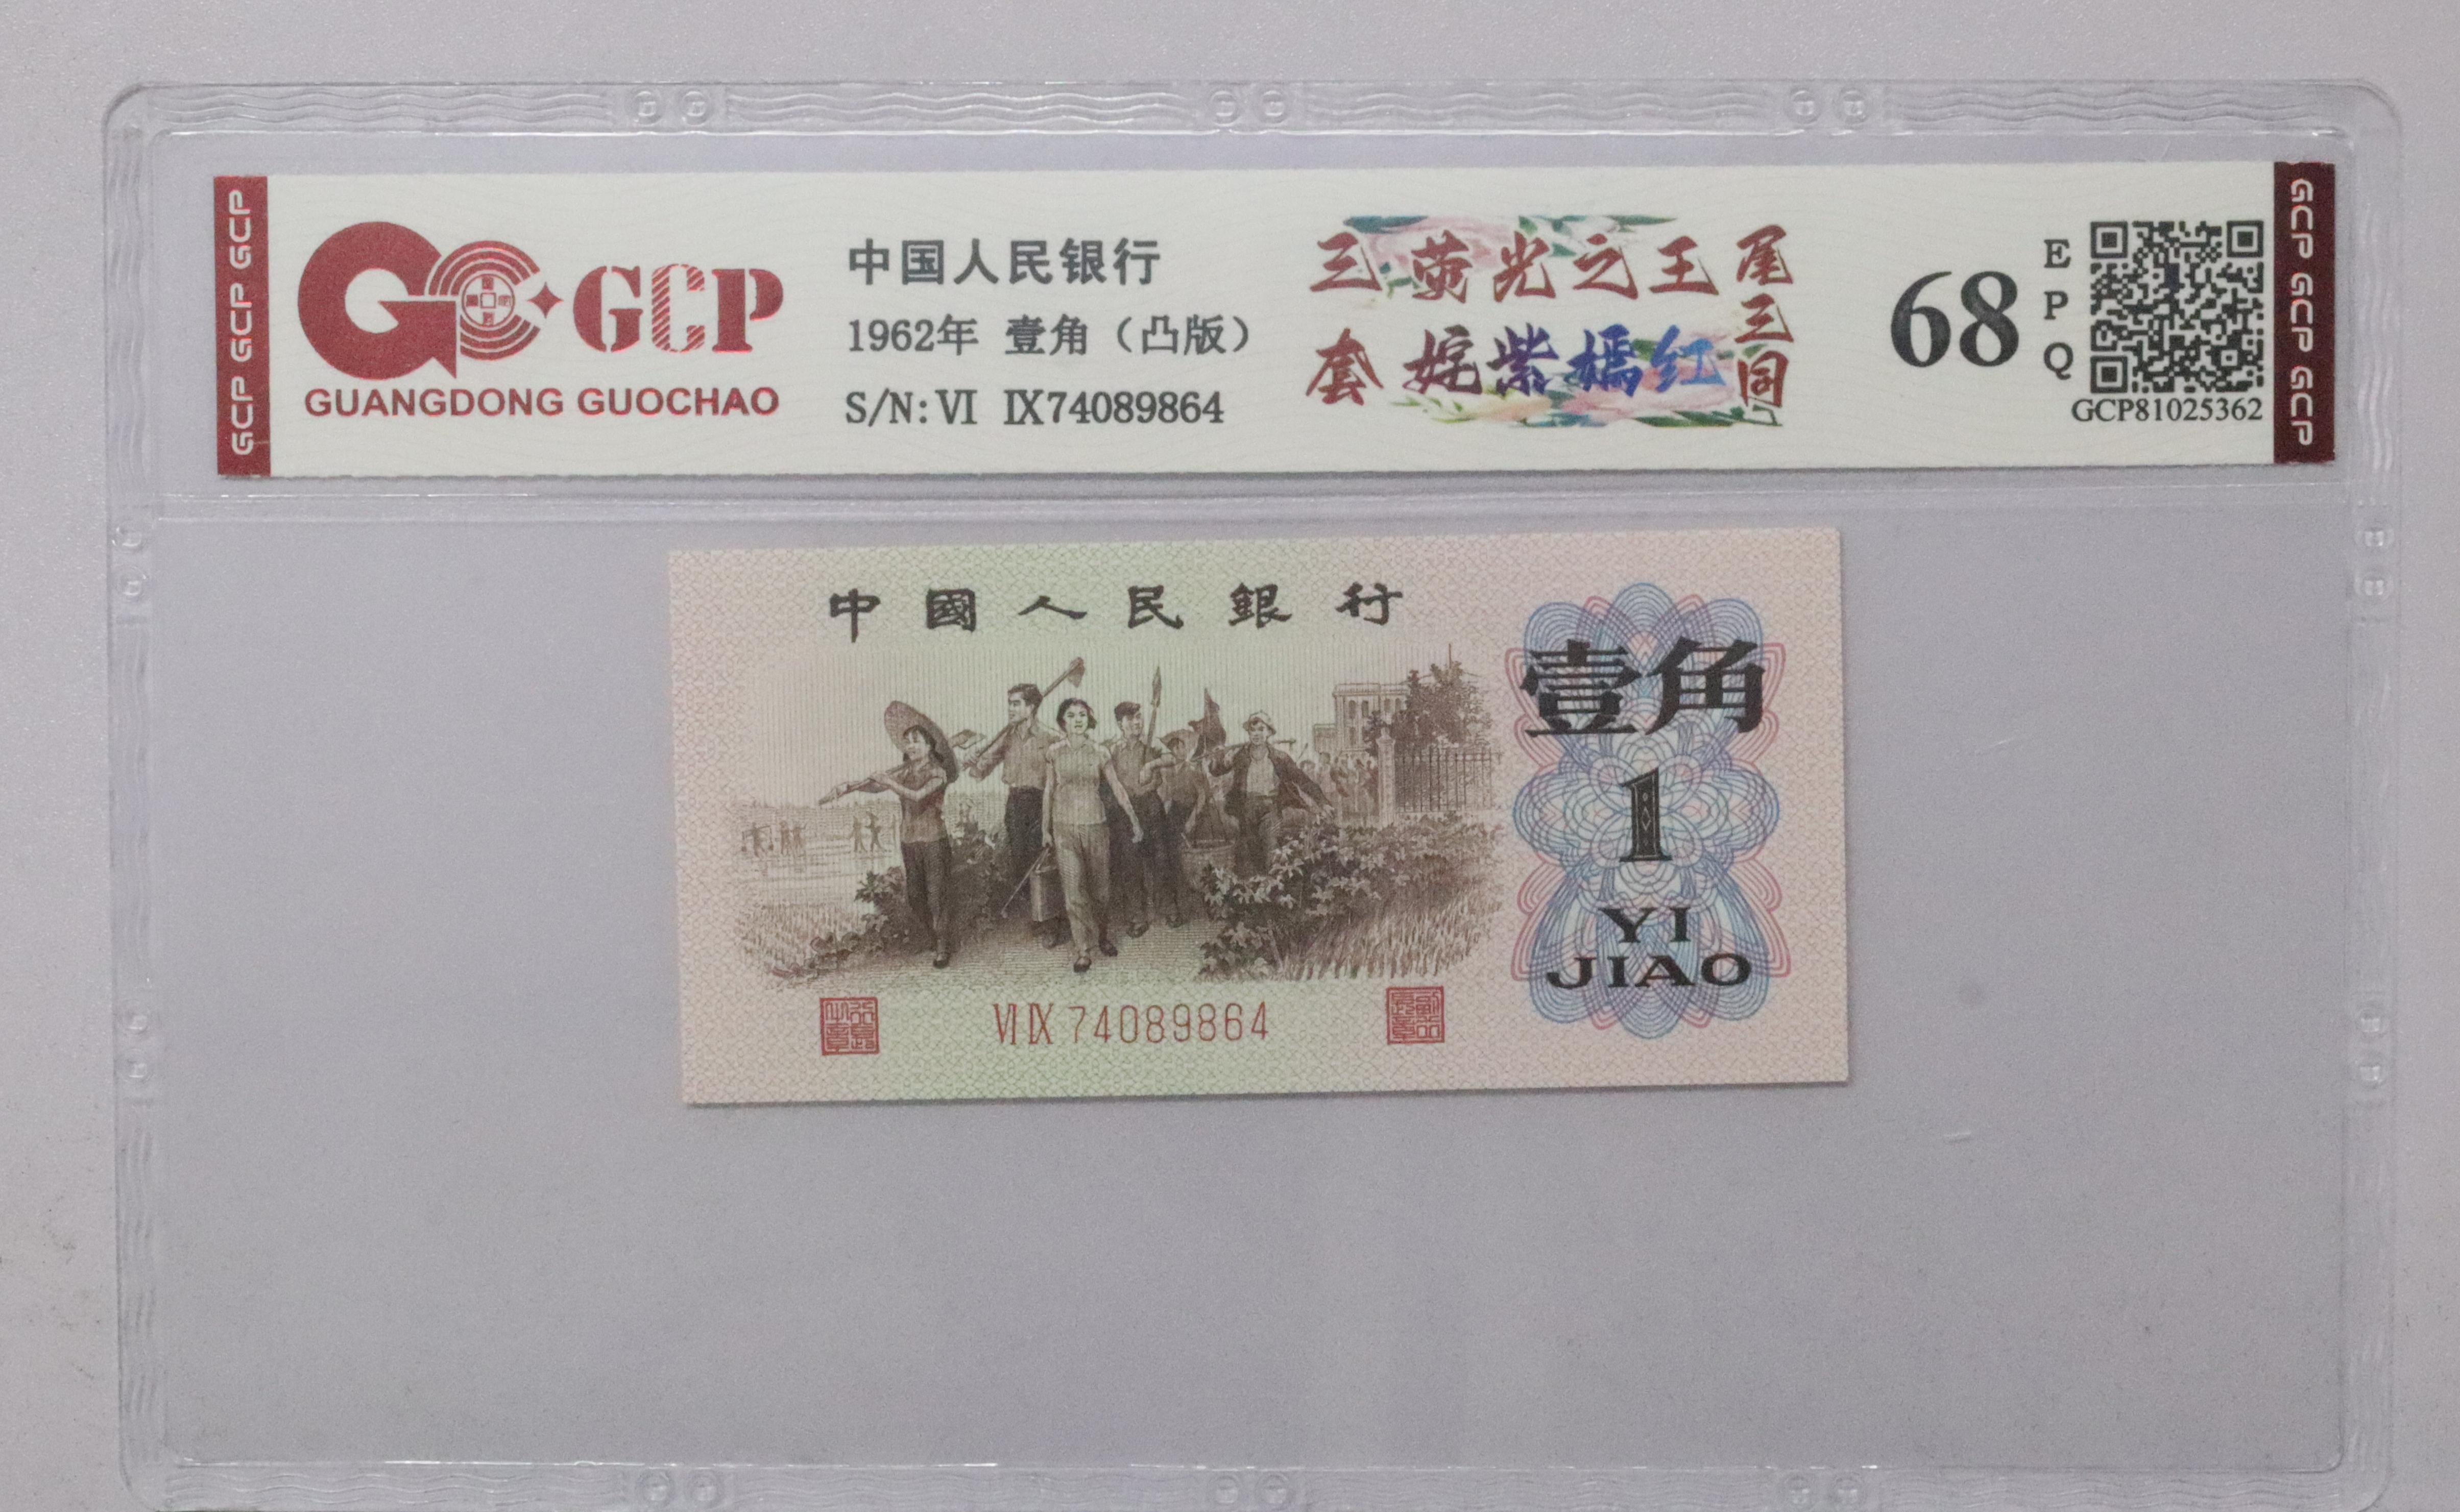 GCP GCP GCP
GCP
GUANGDONG GUOCHAO
中国人民银行
1962年 壹角（凸版）
S/N: VI IX74089864
三荧光之王
套姹紫嫣红
尾三同
68
EPQ
GCP81025362
GCP GCP GCP
中國人民銀行
壹角
1
YI
JIAO
VI IX 74089864